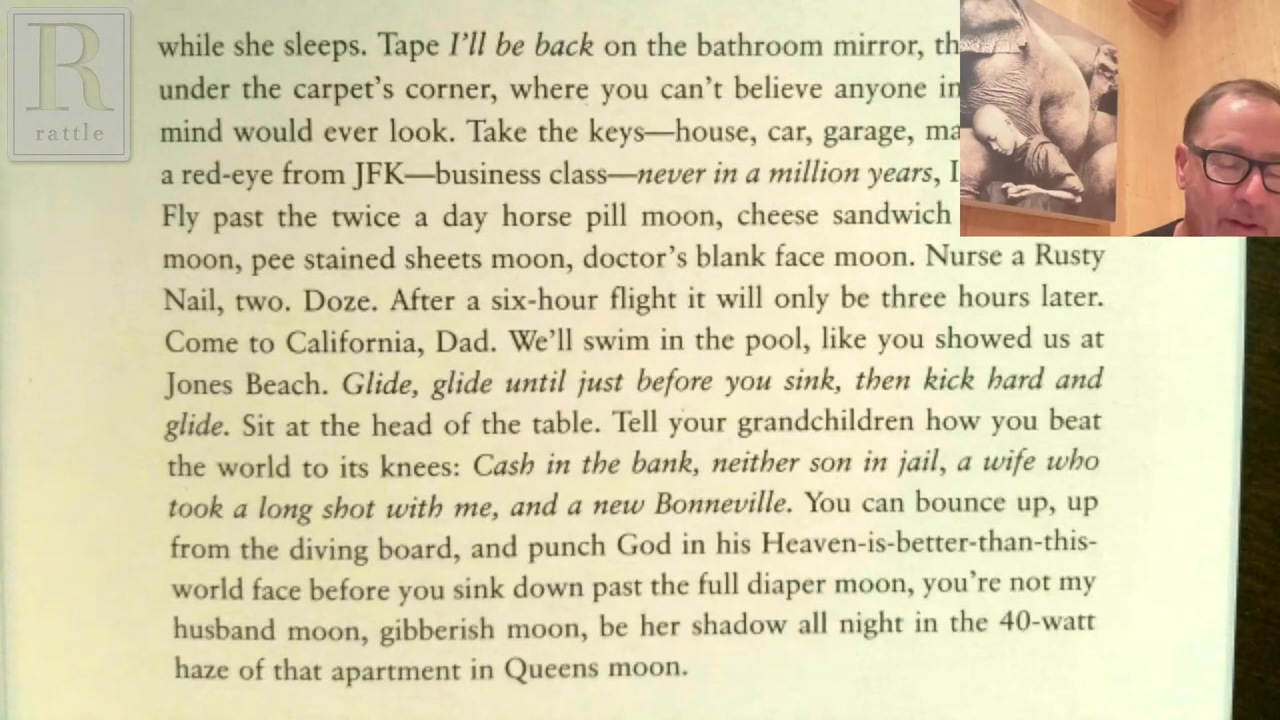 R
rattle
while she sleeps. Tape I'll be back on the bathroom mirror,
under the carpet's corner, where you can't believe anyone
mind would ever look. Take the keys—house, car, garage,
a red-eye from JFK—business class—never in a million years, I
Fly past the twice a day horse pill moon, cheese sandwich
moon, pee stained sheets moon, doctor's blank face moon. Nurse a Rusty
Nail, two. Doze. After a six-hour flight it will only be three hours later.
Come to California, Dad. We'll swim in the pool, like you showed us at
Jones Beach. Glide, glide until just before you sink, then kick hard and
glide. Sit at the head of the table. Tell your grandchildren how you beat
the world to its knees: Cash in the bank, neither son in jail, a wife who
took a long shot with me, and a new Bonneville. You can bounce up, up
from the diving board, and punch God in his Heaven-is-better-than-this-
world face before you sink down past the full diaper moon, you're not my
husband moon, gibberish moon, be her shadow all night in the 40-watt
haze of that apartment in Queens moon.